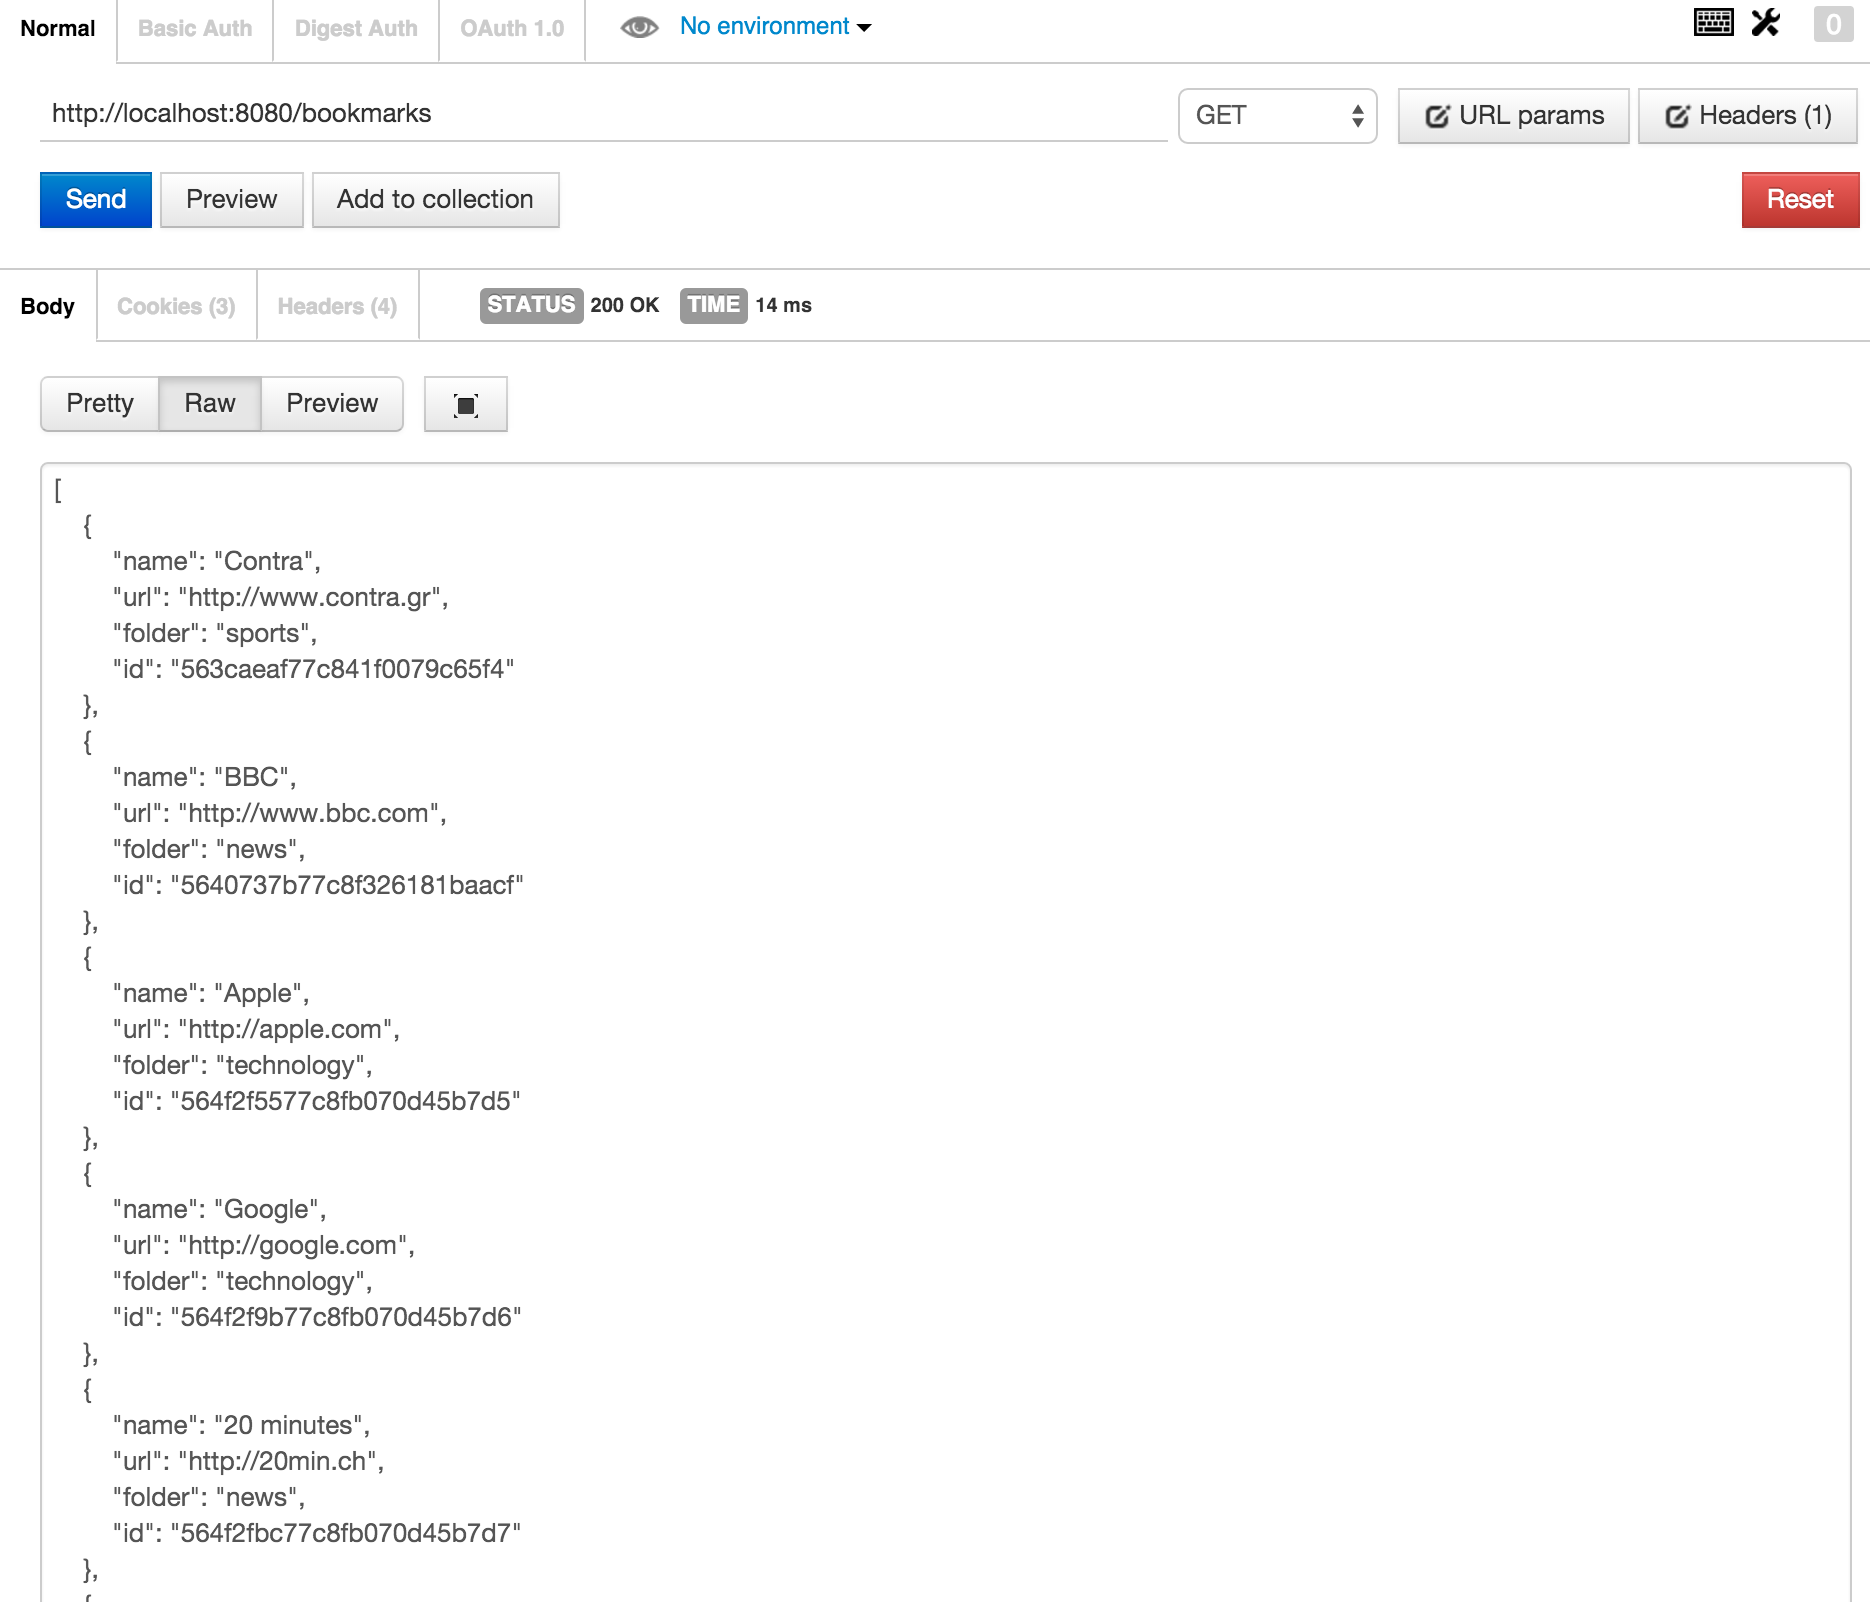 Normal Basic Auth Digest Auth OAuth 1.0 No environment 0
http://localhost:8080/bookmarks GET URL params Headers (1)
Send Preview Add to collection Reset
Body Cookies (3) Headers (4) STATUS 200 OK TIME 14 ms
Pretty Raw Preview
[
{
"name": "Contra",
"url": "http://www.contra.gr",
"folder": "sports",
"id": "563caeaf77c841f0079c65f4"
},
{
"name": "BBC",
"url": "http://www.bbc.com",
"folder": "news",
"id": "5640737b77c8f326181baacf"
},
{
"name": "Apple",
"url": "http://apple.com",
"folder": "technology",
"id": "564f2f5577c8fb070d45b7d5"
},
{
"name": "Google",
"url": "http://google.com",
"folder": "technology",
"id": "564f2f9b77c8fb070d45b7d6"
},
{
"name": "20 minutes",
"url": "http://20min.ch",
"folder": "news",
"id": "564f2fbc77c8fb070d45b7d7"
},
{